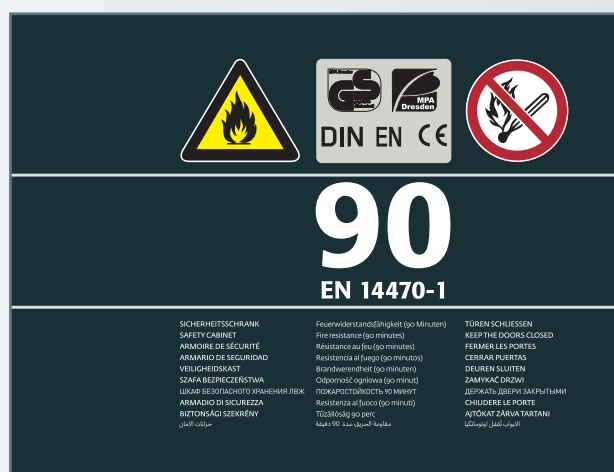 MPA
Dresden
DIN EN CE
90
EN 14470-1
SICHERHEITSSCHRANK
SAFETY CABINET
ARMOIRE DE SÉCURITÉ
ARMARIO DE SEGURIDAD
VEILIGHEIDSKAST
SZAFA BEZPIECZEŃSTWA
ШКАФ БЕЗОПАСНОГО ХРАНЕНИЯ ЛВЖ
ARMADIO DI SICUREZZA
BIZTONSÁGI SZEKRÉNY
خزانات الامان
Feuerwiderstandsfähigkeit (90 Minuten)
Fire resistance (90 minutes)
Résistance au feu (90 minutes)
Resistencia al fuego (90 minutos)
Brandwerendheit (90 minuten)
Odporność ogniowa (90 minut)
ПОЖАРОСТОЙКОСТЬ 90 МИНУТ
Resistenza al fuoco (90 minuti)
Tűzállóság 90 perc
مقاومة الحريق مدة 90 دقيقة
TÜREN SCHLIESSEN
KEEP THE DOORS CLOSED
FERMER LES PORTES
CERRAR PUERTAS
DEUREN SLUITEN
ZAMYKAĆ DRZWI
ДЕРЖАТЬ ДВЕРИ ЗАКРЫТЫМИ
CHIUDERE LE PORTE
AJTÓKAT ZÁRVA TARTANI
الابواب تقفل اوتوماتكيا